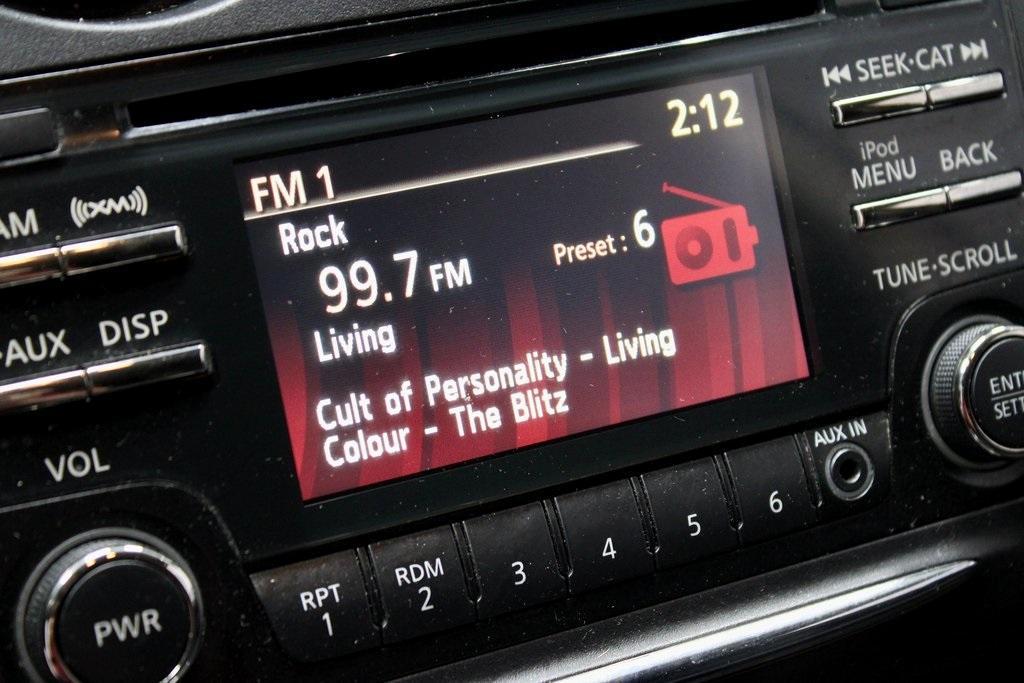 SEEK·CAT
2:12
iPod
MENU BACK
FM 1
AM XM
Rock
Preset : 6
99.7 FM
TUNE·SCROLL
·AUX DISP
Living
Cult of Personality - Living
Colour - The Blitz
VOL
AUX IN
PWR
RPT
1
RDM
2
3
4
5
6